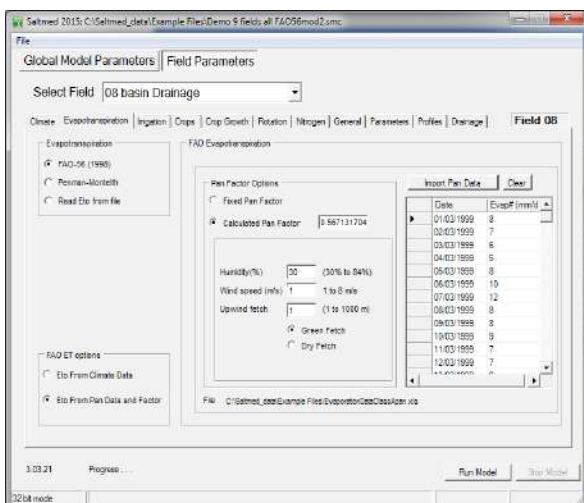 Saltmed 2015: C:\Saltmed_data\Example Files\Demo 9 fields all FAO56mod2.smc
File
Global Model Parameters Field Parameters
Select Field 08 basin Drainage
Climate Evapotranspiration Irrigation Crops Crop Growth Rotation Nitrogen General Parameters Profiles Drainage Field 08
Evapotranspiration
FAO-56 (1998)
Penman-Monteith
Read Eto from file
FAO ET options
Eto From Climate Data
Eto From Pan Data and Factor
FAO Evapotranspiration
Pan Factor Options
Fixed Pan Factor
Calculated Pan Factor 0.567131704
Humidity(%) 30 (30% to 84%)
Wind speed (m/s) 1 1 to 8 m/s
Upwind fetch 1 (1 to 1000 m)
Green Fetch
Dry Fetch
Import Pan Data Clear
Date Evap# (mm/d
01/03/1999 8
02/03/1999 7
03/03/1999 6
04/03/1999
05/03/1999 8
06/03/1999 10
07/03/1999 12
08/03/1999 8
09/03/1999 8
10/03/1999 9
11/03/1999 7
12/03/1999 7
File C:\Saltmed_data\Example Files\EvaporationDataClassApan.xls
3.03.21 Progress . . . Run Model Stop Model
32 bit mode